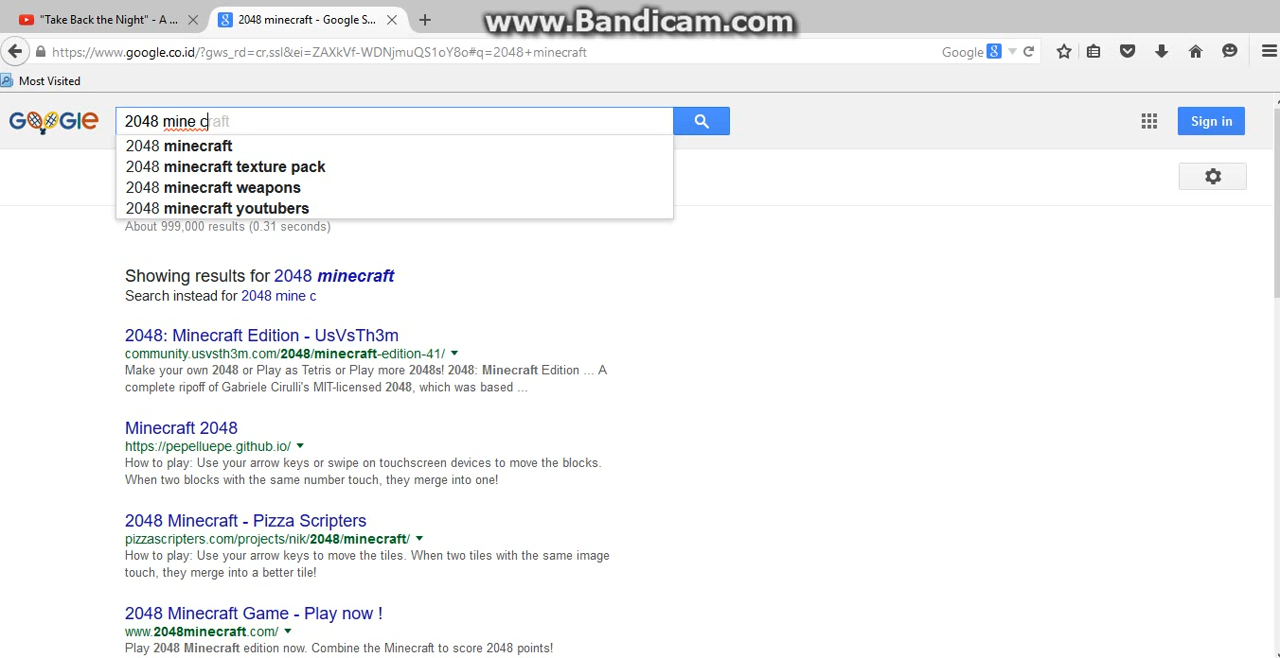 www.Bandicam.com
"Take Back the Night" - A ...
2048 minecraft - Google S...
https://www.google.co.id/?gws_rd=cr,ssl&ei=ZAXkVf-WDNjmuQS1oY8o#q=2048+minecraft
Google
Most Visited
Google
2048 mine craft
Sign in
2048 minecraft
2048 minecraft texture pack
2048 minecraft weapons
2048 minecraft youtubers
About 999,000 results (0.31 seconds)
Showing results for 2048 minecraft
Search instead for 2048 mine c
2048: Minecraft Edition - UsVsTh3m
community.usvsth3m.com/2048/minecraft-edition-41/
Make your own 2048 or Play as Tetris or Play more 2048s! 2048: Minecraft Edition ... A
complete ripoff of Gabriele Cirulli's MIT-licensed 2048, which was based ...
Minecraft 2048
https://pepelluepe.github.io/
How to play: Use your arrow keys or swipe on touchscreen devices to move the blocks.
When two blocks with the same number touch, they merge into one!
2048 Minecraft - Pizza Scripters
pizzascripters.com/projects/nik/2048/minecraft/
How to play: Use your arrow keys to move the tiles. When two tiles with the same image
touch, they merge into a better tile!
2048 Minecraft Game - Play now !
www.2048minecraft.com/
Play 2048 Minecraft edition now. Combine the Minecraft to score 2048 points!